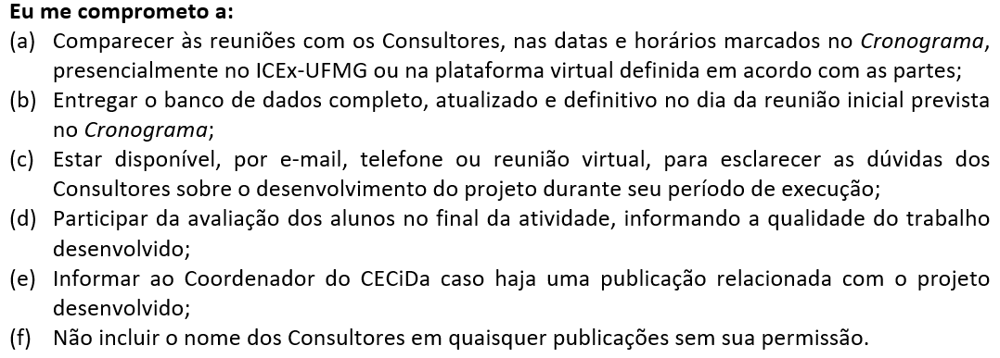 Eu me comprometo a:
(a) Comparecer às reuniões com os Consultores, nas datas e horários marcados no Cronograma,
presencialmente no ICEx-UFMG ou na plataforma virtual definida em acordo com as partes;
(b) Entregar o banco de dados completo, atualizado e definitivo no dia da reunião inicial prevista
no Cronograma;
(c) Estar disponível, por e-mail, telefone ou reunião virtual, para esclarecer as dúvidas dos
Consultores sobre o desenvolvimento do projeto durante seu período de execução;
(d) Participar da avaliação dos alunos no final da atividade, informando a qualidade do trabalho
desenvolvido;
(e) Informar ao Coordenador do CECiDa caso haja uma publicação relacionada com o projeto
desenvolvido;
(f) Não incluir o nome dos Consultores em quaisquer publicações sem sua permissão.